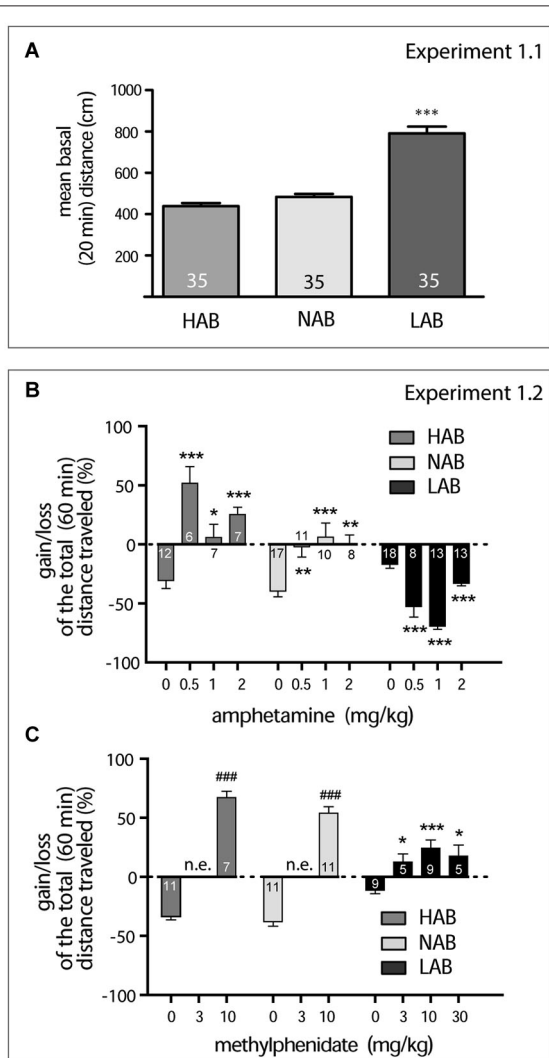 A
Experiment 1.1
mean basal
(20 min) distance (cm)
1000
800
600
400
200
***
35
35
35
HAB
NAB
LAB
B
Experiment 1.2
gain/loss
of the total (60 min)
distance traveled (%)
100
50
0
-50
-100
HAB
NAB
LAB
*** * *** *** ** **
12 6 7 7 17 11 10 8 18 8 13 13
*** *** ***
0 0.5 1 2 0 0.5 1 2 0 0.5 1 2
amphetamine (mg/kg)
C
gain/loss
of the total (60 min)
distance traveled (%)
100
50
0
-50
-100
### ### * *** *
n.e. n.e.
11 7 11 11 9 5 9 5
HAB
NAB
LAB
0 3 10 0 3 10 0 3 10 30
methylphenidate (mg/kg)